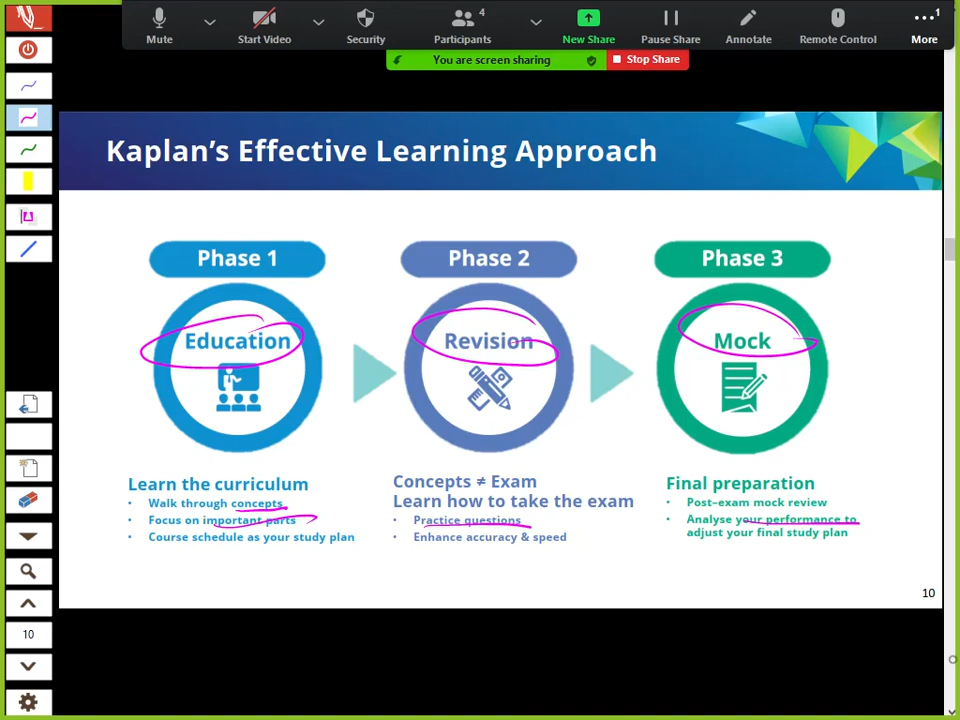 4
1
Mute
Start Video
Security
Participants
New Share
Pause Share
Annotate
Remote Control
More
You are screen sharing
Stop Share
Kaplan's Effective Learning Approach
Phase 1
Phase 2
Phase 3
Education
Revision
Mock
Learn the curriculum
• Walk through concepts
• Focus on important parts
• Course schedule as your study plan
Concepts ≠ Exam
Learn how to take the exam
• Practice questions
• Enhance accuracy & speed
Final preparation
• Post–exam mock review
• Analyse your performance to
adjust your final study plan
10
10